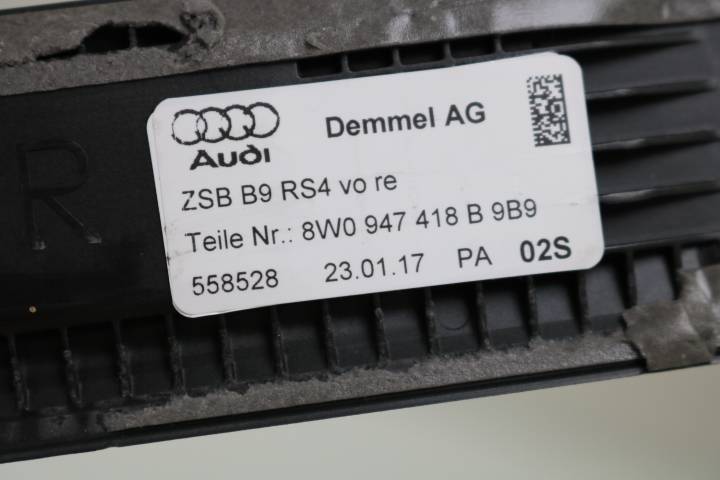 Demmel AG
Audi
ZSB B9 RS4 vo re
Teile Nr.: 8W0 947 418 B 9B9
558528 23.01.17 PA 02S
R